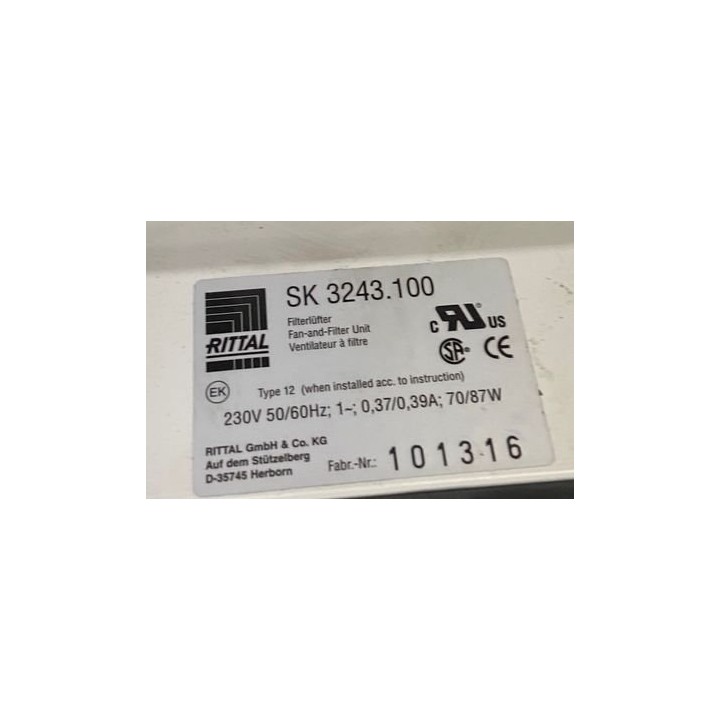 SK 3243.100
RITTAL
Filterlüfter
Fan-and-Filter Unit
Ventilateur à filtre
c RU US
SA CE
EK
Type 12 (when installed acc. to instruction)
230V 50/60Hz; 1~; 0,37/0,39A; 70/87W
RITTAL GmbH & Co. KG
Auf dem Stützelberg
D-35745 Herborn
Fabr.-Nr.: 101316